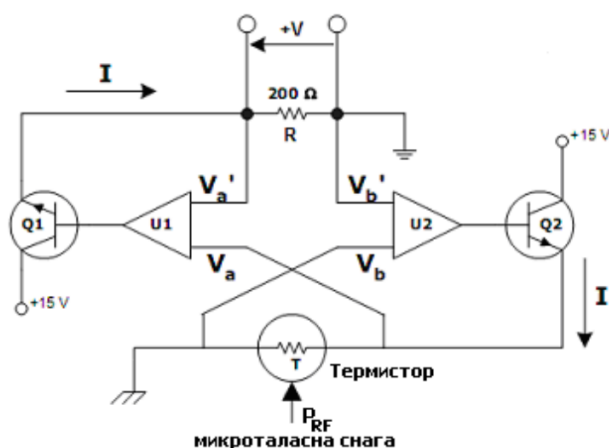 +V
I
200 Ω
R
+15 V
Va'
Vb'
Q1
U1
U2
Q2
Va
Vb
+15 V
I
T
Термистор
PRF
микроталасна снага